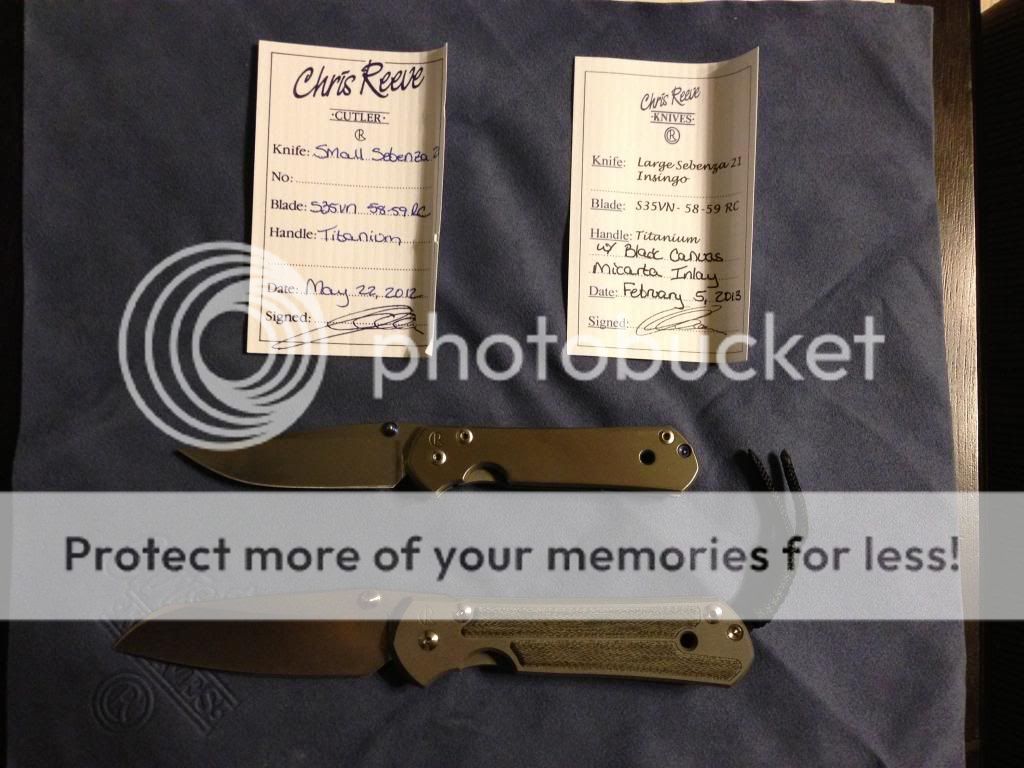 Chris Reeve
·CUTLER·
R
Knife: Small Sebenza 2
No:
Blade: S35VN 58-59 RC
Handle: Titanium
Date: May 22, 2012
Signed:
Chris Reeve
·KNIVES·
R
Knife: Large Sebenza 21
Insingo
Blade: S35VN - 58-59 RC
Handle: Titanium
w/ Black Canvas
Micarta Inlay
Date: February 5, 2013
Signed:
photobucket
Protect more of your memories for less!